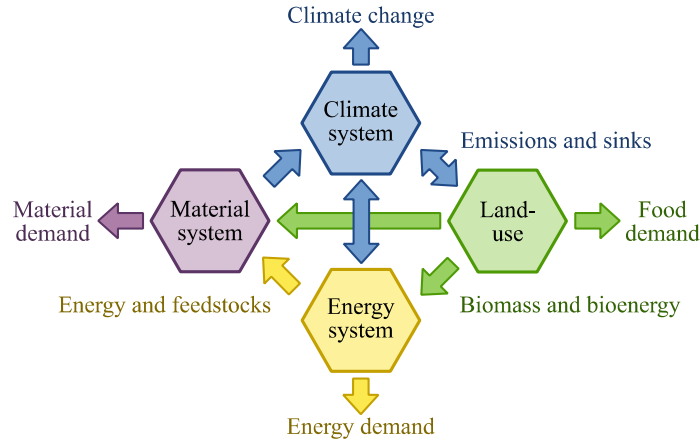 Climate change
Climate
system
Emissions and sinks
Material
demand
Material
system
Land-
use
Food
demand
Energy and feedstocks
Energy
system
Biomass and bioenergy
Energy demand